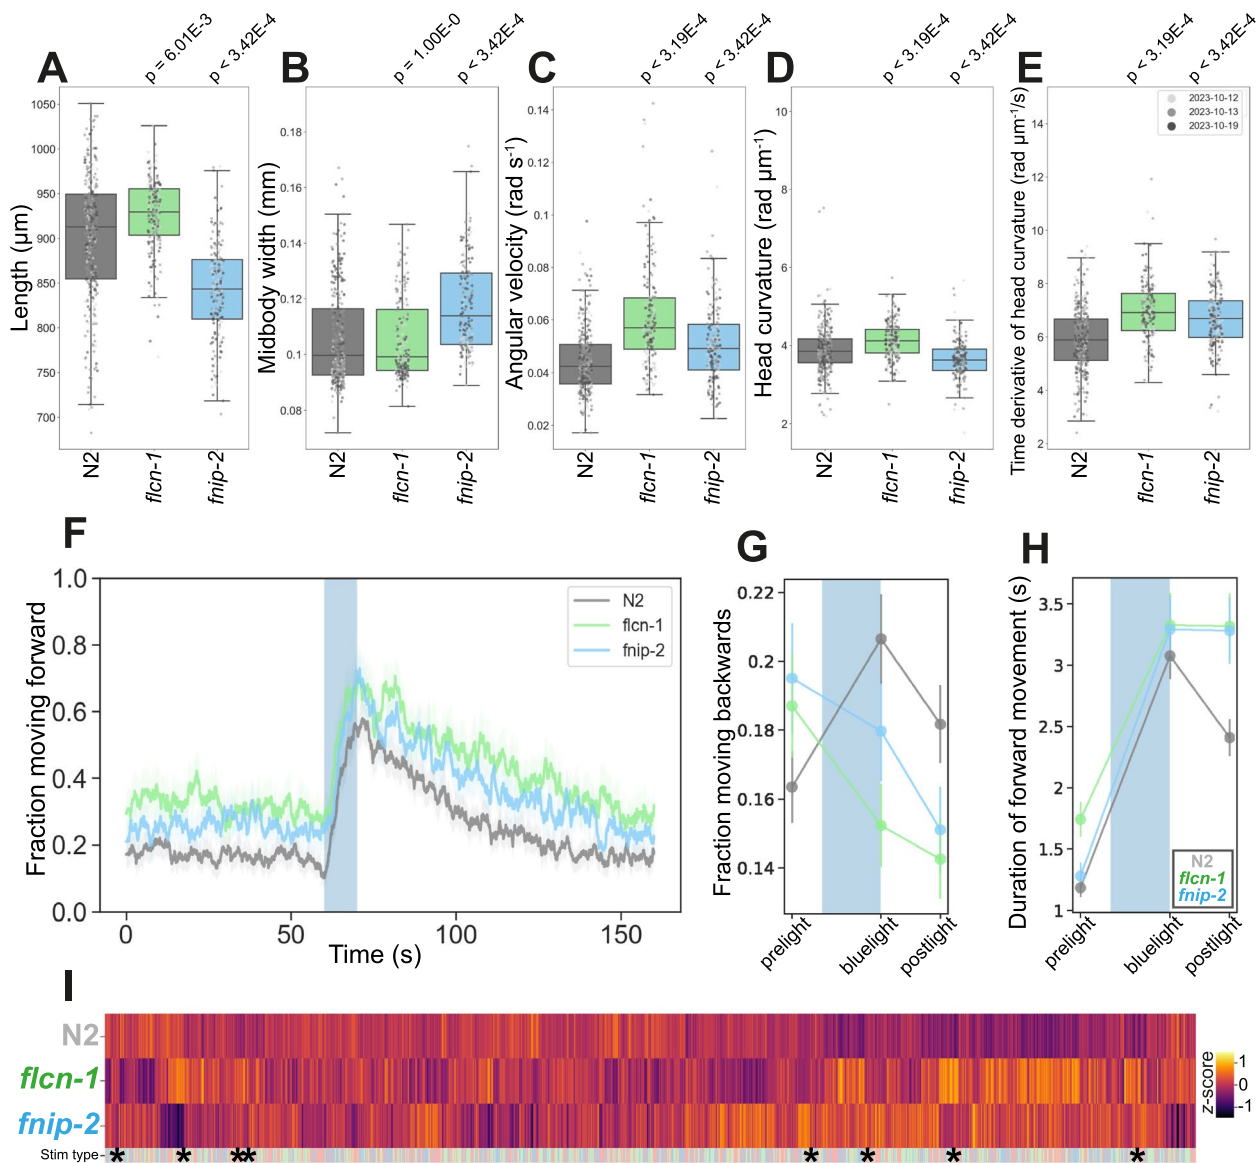 A
p = 6.01E-3
p < 3.42E-4
Length (μm)
1050
1000
950
900
850
800
750
700
N2
flcn-1
fnip-2
B
p = 1.00E-0
p < 3.42E-4
Midbody width (mm)
0.18
0.16
0.14
0.12
0.1
0.08
N2
flcn-1
fnip-2
C
p < 3.19E-4
p < 3.42E-4
Angular velocity (rad s⁻¹)
0.14
0.12
0.1
0.08
0.06
0.04
0.02
N2
flcn-1
fnip-2
D
p < 3.19E-4
p < 3.42E-4
Head curvature (rad μm⁻¹)
10
8
6
4
2
N2
flcn-1
fnip-2
E
p < 3.19E-4
p < 3.42E-4
Time derivative of head curvature (rad μm⁻¹/s)
14
12
10
8
6
4
2
2023-10-12
2023-10-13
2023-10-19
N2
flcn-1
fnip-2
F
Fraction moving forward
1.0
0.8
0.6
0.4
0.2
0.0
N2
flcn-1
fnip-2
0
50
100
150
Time (s)
G
Fraction moving backwards
0.22
0.2
0.18
0.16
0.14
prelight
bluelight
postlight
H
Duration of forward movement (s)
3.5
3
2.5
2
1.5
1
N2
flcn-1
fnip-2
prelight
bluelight
postlight
I
N2
flcn-1
fnip-2
Stim type
* * * * * * * *
z-score
1
0
-1